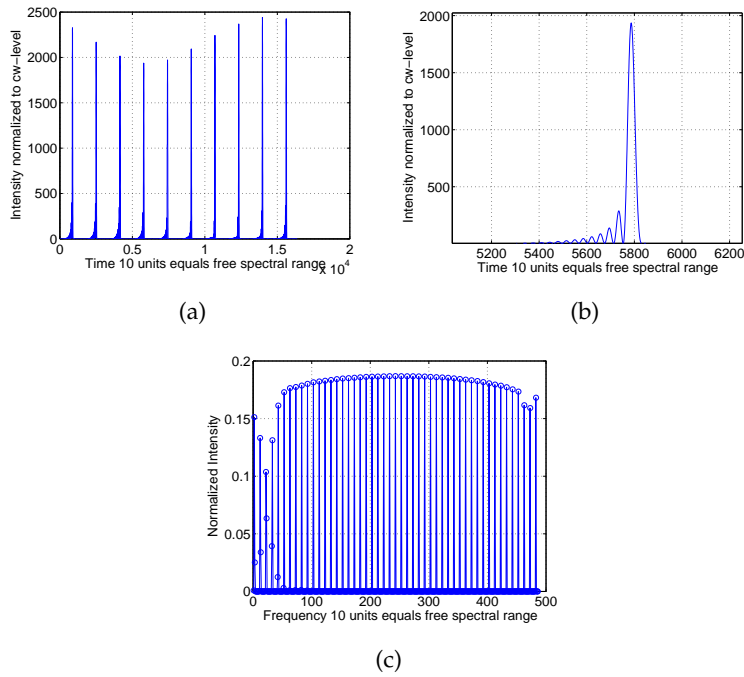 2500
2000
1500
1000
500
0
0 0.5 1 1.5 2
x 10^4
Intensity normalized to cw-level
Time 10 units equals free spectral range
(a)
2000
1500
1000
500
5200 5400 5600 5800 6000 6200
Intensity normalized to cw-level
Time 10 units equals free spectral range
(b)
0.2
0.15
0.1
0.05
0
0 100 200 300 400 500
Normalized Intensity
Frequency 10 units equals free spectral range
(c)